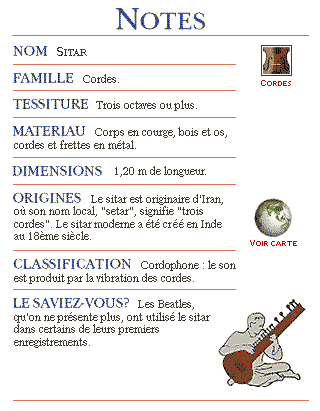 NOTES
NOM SITAR
FAMILLE Cordes.
CORDES
TESSITURE Trois octaves ou plus.
MATERIAU Corps en courge, bois et os,
cordes et frettes en métal.
DIMENSIONS 1,20 m de longueur.
ORIGINES Le sitar est originaire d'Iran,
où son nom local, "setar", signifie "trois
cordes". Le sitar moderne a été créé en Inde
au 18ème siècle.
VOIR CARTE
CLASSIFICATION Cordophone : le son
est produit par la vibration des cordes.
LE SAVIEZ-VOUS? Les Beatles,
qu'on ne présente plus, ont utilisé le sitar
dans certains de leurs premiers
enregistrements.